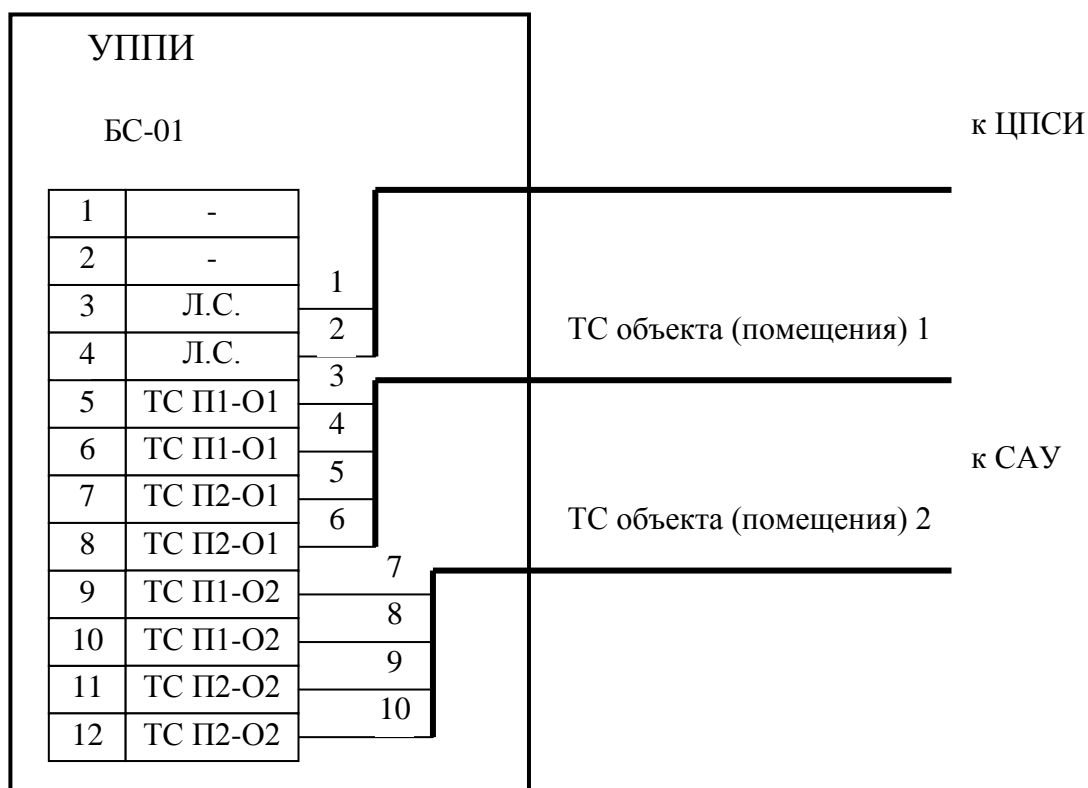 УППИ
БС-01
к ЦПСИ
1 -
2 -
1
3 Л.С.
2
4 Л.С.
ТС объекта (помещения) 1
3
5 ТС П1-О1
4
6 ТС П1-О1
5
к САУ
7 ТС П2-О1
6
ТС объекта (помещения) 2
8 ТС П2-О1
7
9 ТС П1-О2
8
10 ТС П1-О2
9
11 ТС П2-О2
10
12 ТС П2-О2